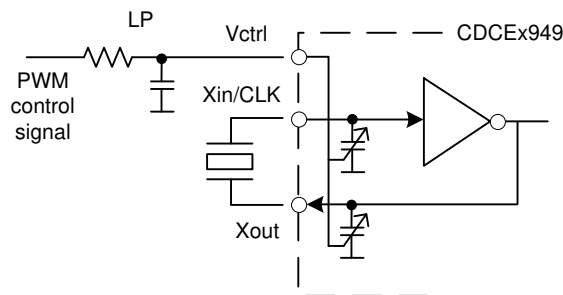 LP
Vctrl
CDCEx949
PWM
control
signal
Xin/CLK
Xout